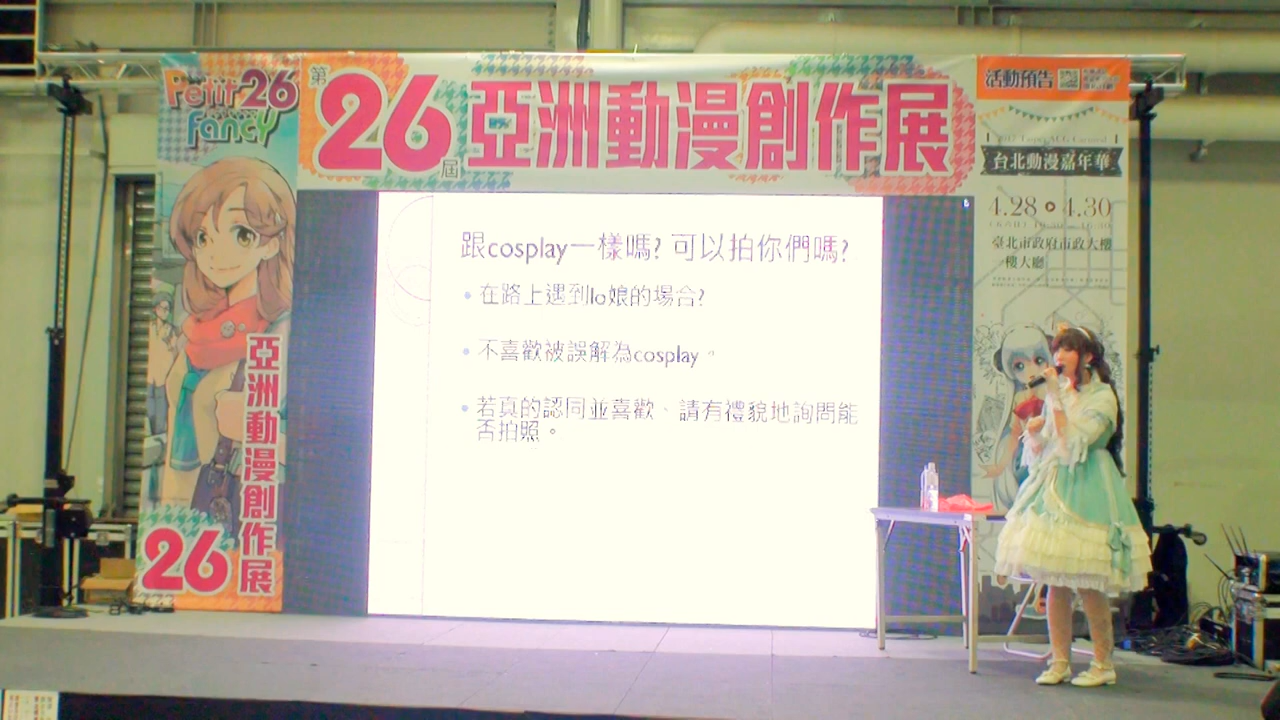 Petit 26
fancy
第26屆
亞洲動漫創作展
活動預告
台北動漫嘉年華
4.28 4.30
臺北市政府市政大樓
一樓大廳
跟cosplay一樣嗎? 可以拍你們嗎?
• 在路上遇到lo娘的場合?
• 不喜歡被誤解為cosplay。
• 若真的認同並喜歡、請有禮貌地詢問能
否拍照。
亞洲動漫創作展
26